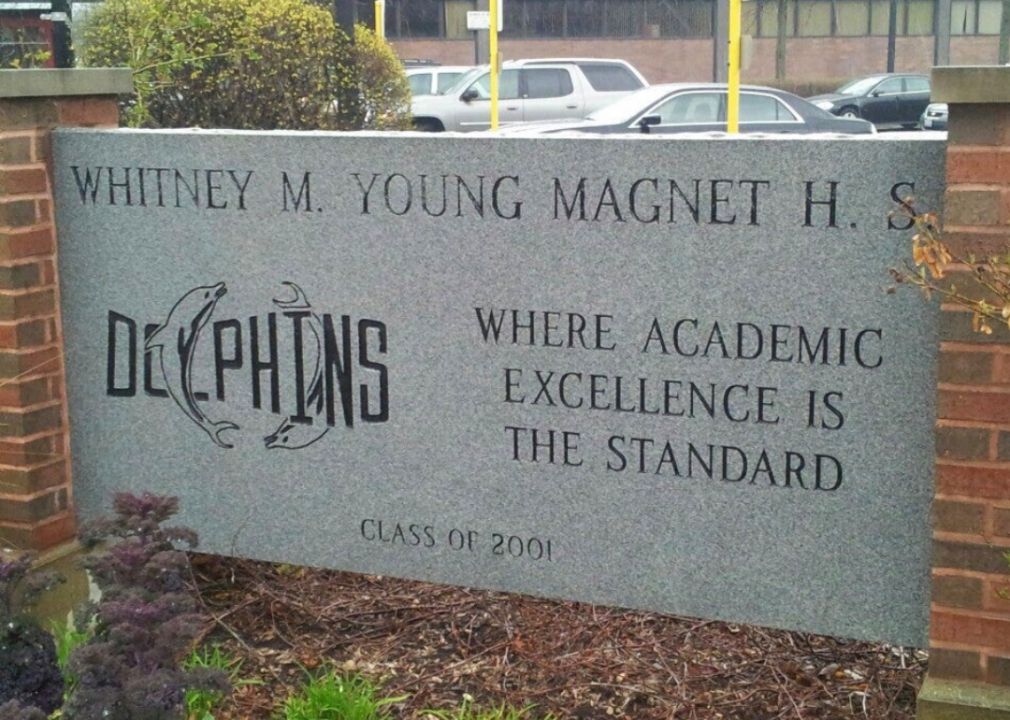 WHITNEY M. YOUNG MAGNET H. S.
DOLPHINS
WHERE ACADEMIC
EXCELLENCE IS
THE STANDARD
CLASS OF 2001